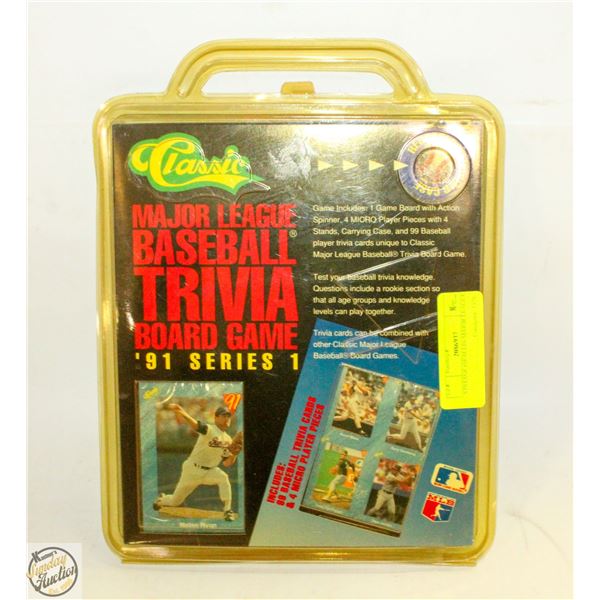 Classic
MAJOR LEAGUE
BASEBALL®
TRIVIA
BOARD GAME
'91 SERIES 1
Game Includes: 1 Game Board with Action
Spinner, 4 MICRO Player Pieces with 4
Stands, Carrying Case, and 99 Baseball
player trivia cards unique to Classic
Major League Baseball® Trivia Board Game.
Test your baseball trivia knowledge.
Questions include a rookie section so
that all age groups and knowledge
levels can play together.
Trivia cards can be combined with
other Classic Major League
Baseball® Board Games.
'91
Nolan Ryan
INCLUDES:
99 BASEBALL TRIVIA CARDS
& 4 MICRO PLAYER PIECES
MLB
2086937
Sunday
Auction